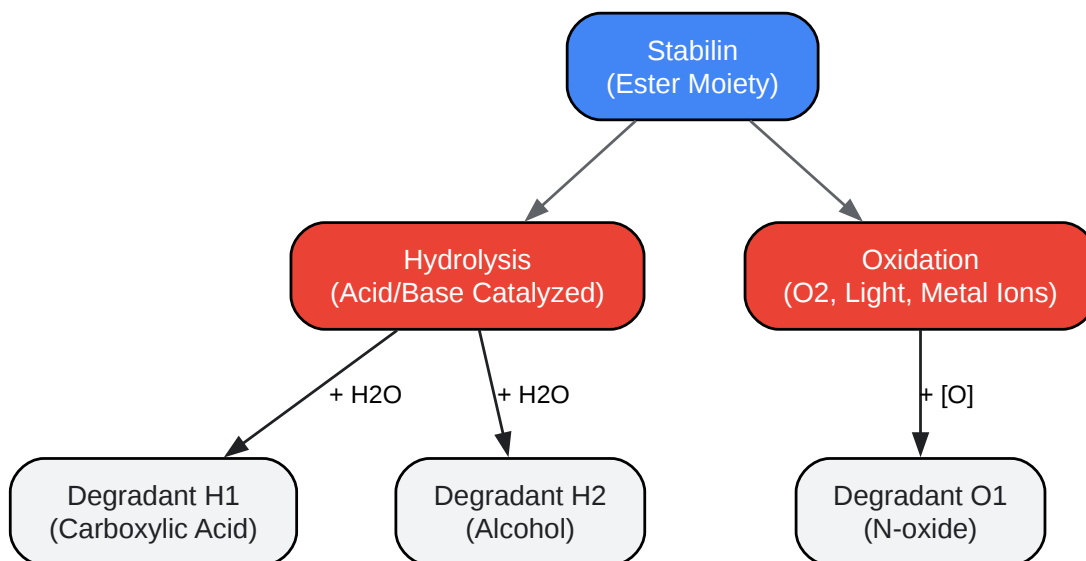 Stabilin
(Ester Moiety)
Hydrolysis
(Acid/Base Catalyzed)
Oxidation
(O2, Light, Metal Ions)
+ H2O
+ H2O
+ [O]
Degradant H1
(Carboxylic Acid)
Degradant H2
(Alcohol)
Degradant O1
(N-oxide)